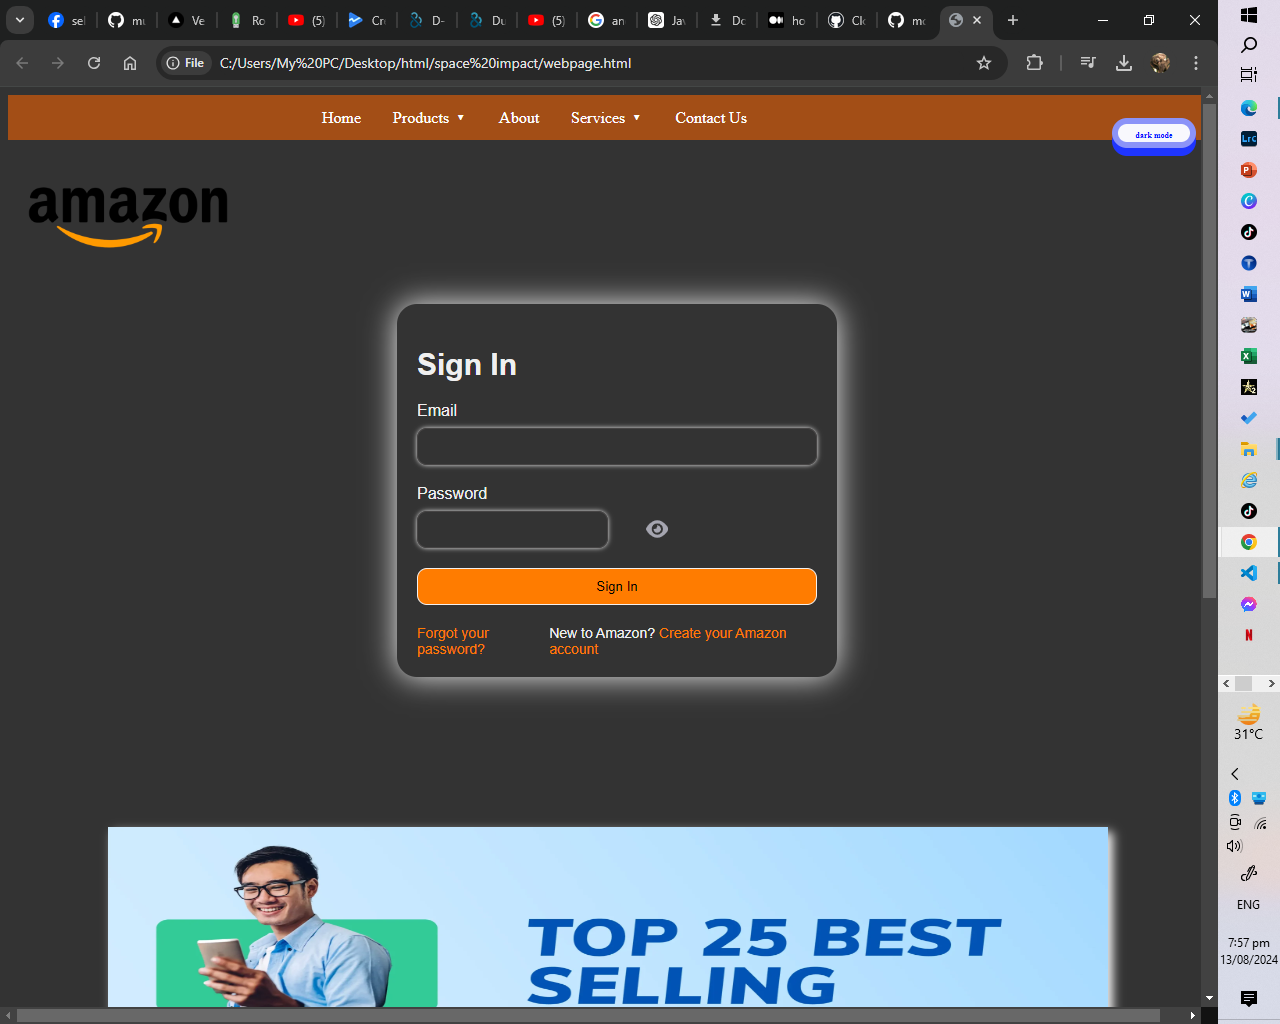 sel
mu
Ve
Ro
(5)
Cr
D-
Du
(5)
an
Jav
Do
ho
Clo
mc
File
C:/Users/My%20PC/Desktop/html/space%20impact/webpage.html
Home
Products
About
Services
Contact Us
dark mode
amazon
Sign In
Email
Password
Sign In
Forgot your
password?
New to Amazon? Create your Amazon
account
TOP 25 BEST
SELLING
LrC
31°C
ENG
7:57 pm
13/08/2024